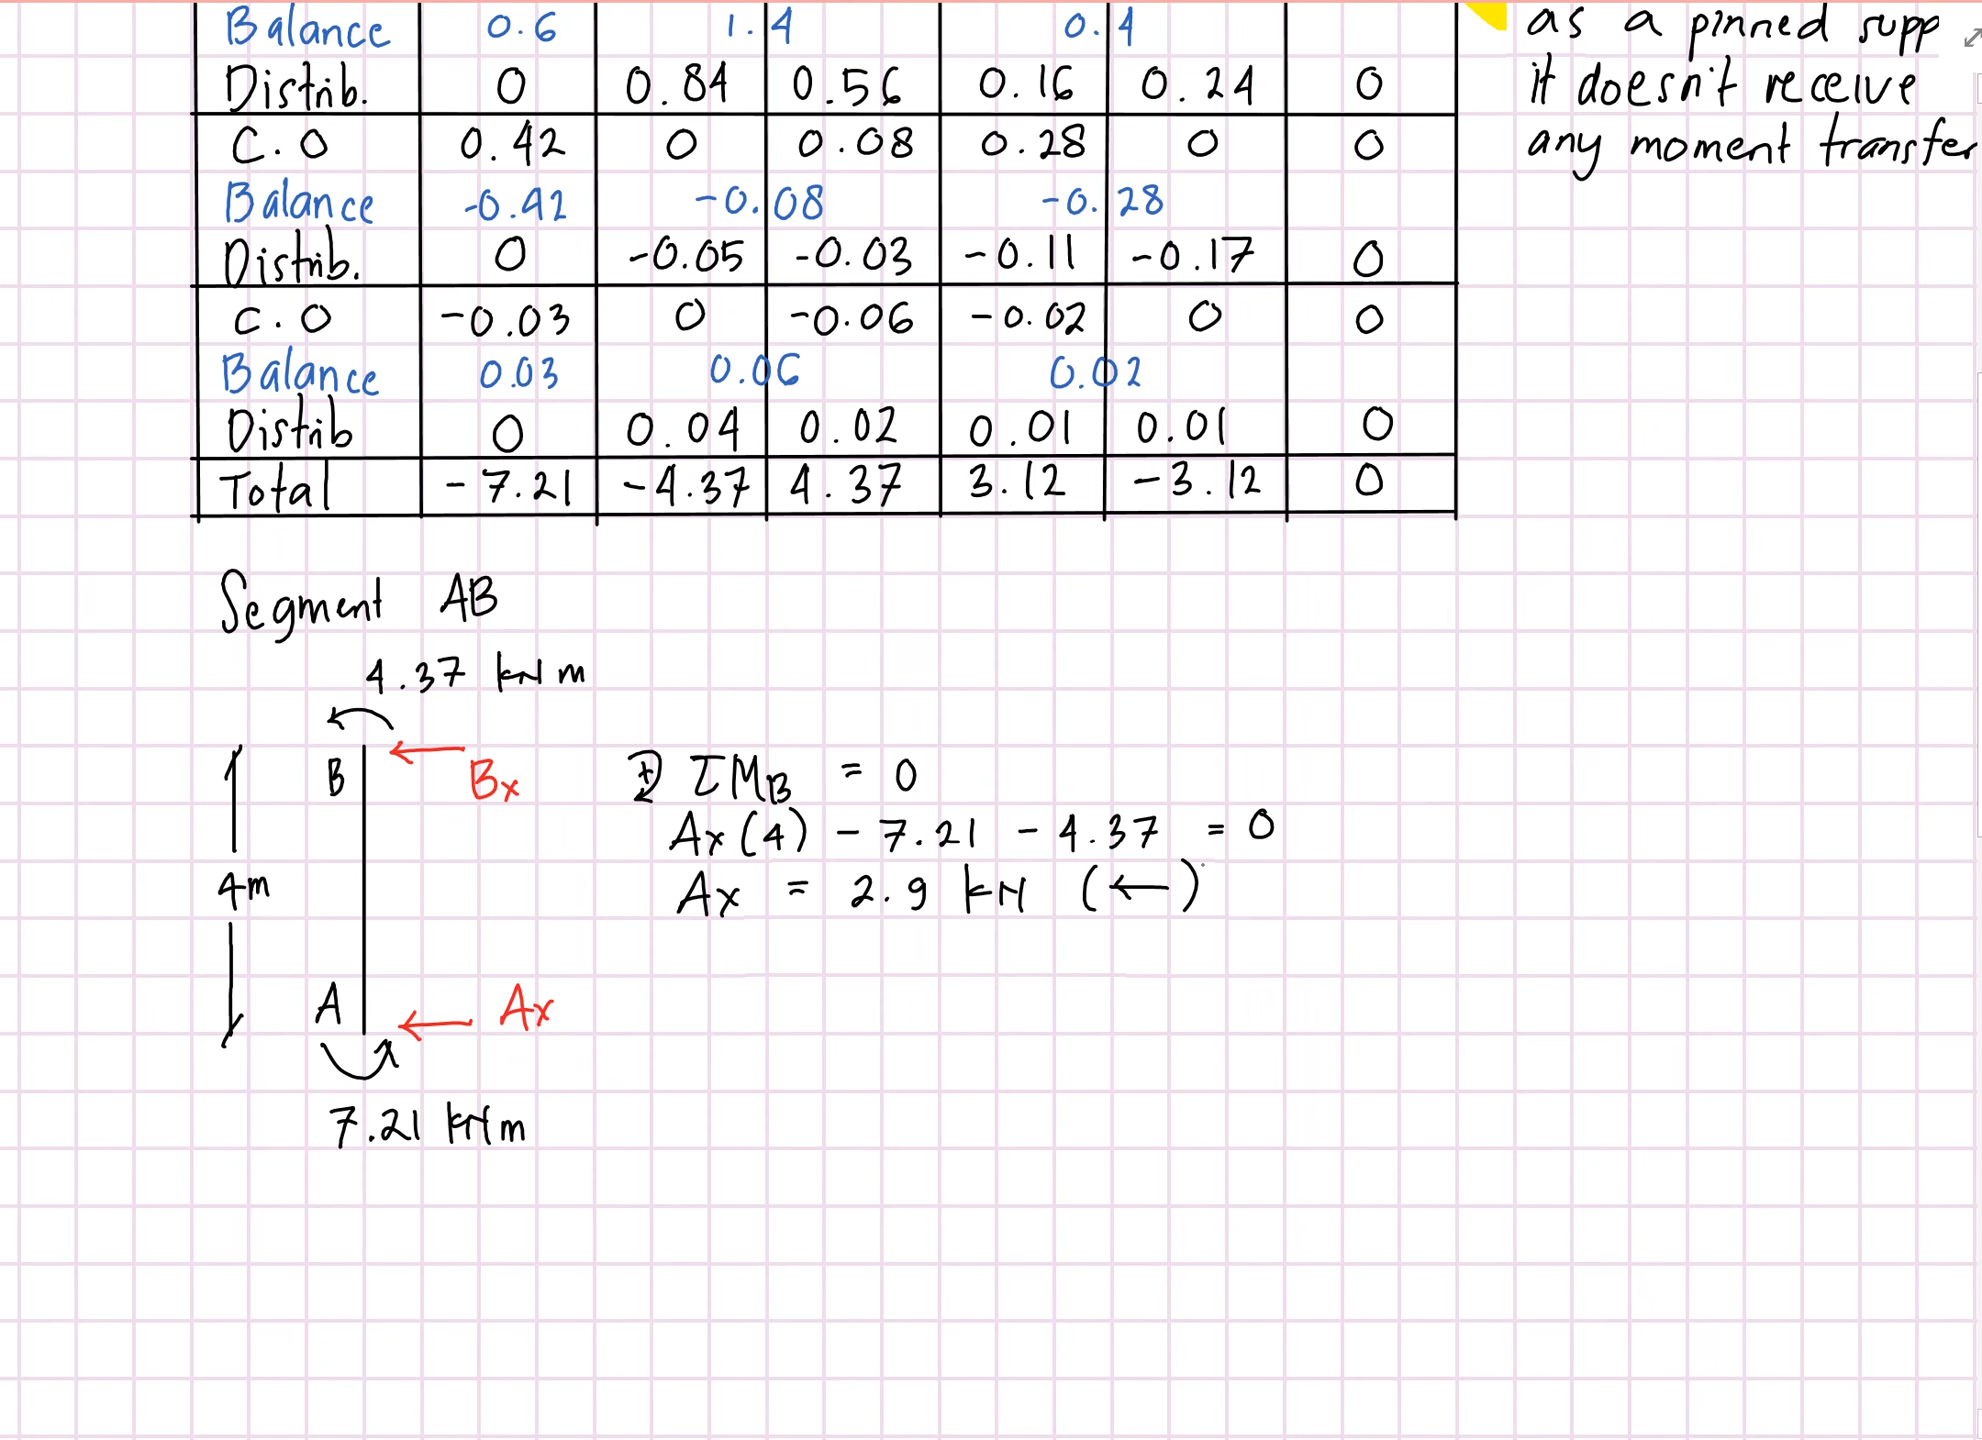 Balance 0.6 1.4 0.4
Distrib. 0 0.84 0.56 0.16 0.24 0
C.O 0.42 0 0.08 0.28 0 0
Balance -0.42 -0.08 -0.28
Distrib. 0 -0.05 -0.03 -0.11 -0.17 0
C.O -0.03 0 -0.06 -0.02 0 0
Balance 0.03 0.06 0.02
Distrib 0 0.04 0.02 0.01 0.01 0
Total -7.21 -4.37 4.37 3.12 -3.12 0
as a pinned supp
it doesn't receive
any moment transfer
Segment AB
4.37 kNm
B
Bx
4m
A
Ax
7.21 kNm
+ ΣMB = 0
Ax(4) - 7.21 - 4.37 = 0
Ax = 2.9 kN (←)